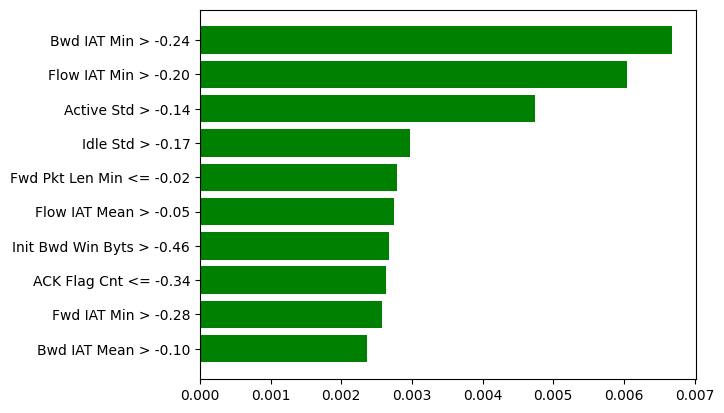 Bwd IAT Min > -0.24
Flow IAT Min > -0.20
Active Std > -0.14
Idle Std > -0.17
Fwd Pkt Len Min <= -0.02
Flow IAT Mean > -0.05
Init Bwd Win Byts > -0.46
ACK Flag Cnt <= -0.34
Fwd IAT Min > -0.28
Bwd IAT Mean > -0.10
0.000 0.001 0.002 0.003 0.004 0.005 0.006 0.007